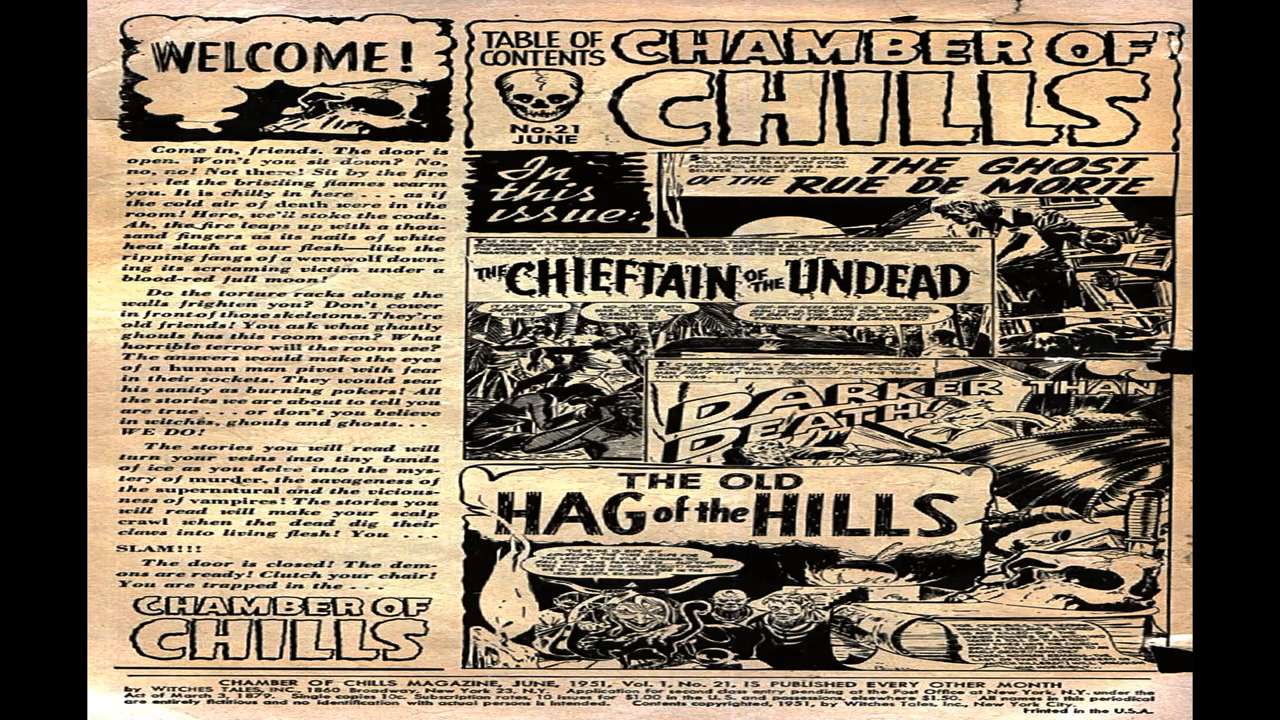 WELCOME!
Come in, friends. The door is
open. Won't you sit down? No,
no, no! Not there! Sit by the fire
. . . let the bristling flames warm
you. It is chilly in here . . . as if
the cold air of death were in the
room! Here, we'll stoke the coals.
Ah, the fire leaps up with a thou-
sand fingers as its nails of white
heat slash at our flesh—like the
ripping fangs of a werewolf down-
ing its screaming victim under a
blood-red full moon!
Do the torture racks along the
walls frighten you? Don't cower
in front of those skeletons. They're
old friends! You ask what ghastly
ghouls has this room seen? What
horrible terror will the room see?
The answers would make the eyes
of a human man pivot with fear
in their sockets. They would sear
his sanity as burning pokers! All
the stories we are about to tell you
are true . . . or don't you believe
in witches, ghouls and ghosts. . .
WE DO!
The stories you will read will
turn your veins into tiny bands
of ice as you delve into the mys-
tery of murder, the savageness of
the supernatural and the vicious-
ness of vampires! The stories you
will read will make your scalp
crawl when the dead dig their
claws into living flesh! You . . .
SLAM!!!
The door is closed! The dem-
ons are ready! Clutch your chair!
You are trapped in the . . .
CHAMBER OF
CHILLS
TABLE OF
CONTENTS
No. 21
JUNE
CHAMBER OF
CHILLS
In
this
issue:
THE GHOST
OF THE RUE DE MORTE
THE CHIEFTAIN OF THE UNDEAD
DARKER THAN
DEATH
THE OLD
HAG of the HILLS
CHAMBER OF CHILLS MAGAZINE, JUNE, 1951, Vol. 1, No. 21, IS PUBLISHED EVERY OTHER MONTH
by WITCHES TALES, INC., 1860 Broadway, New York 23, N.Y. Application for second class entry pending at the Post Office at New York, N.Y. under the
Act of March 3, 1879. Single copies 10c. Subscription rates, 10 issues for $1.00 in the U.S. and possessions, elsewhere $1.50. All names in this periodical
are entirely fictitious and no identification with actual persons is intended. Contents copyrighted, 1951, by Witches Tales, Inc., New York City.
Printed in the U.S.A.